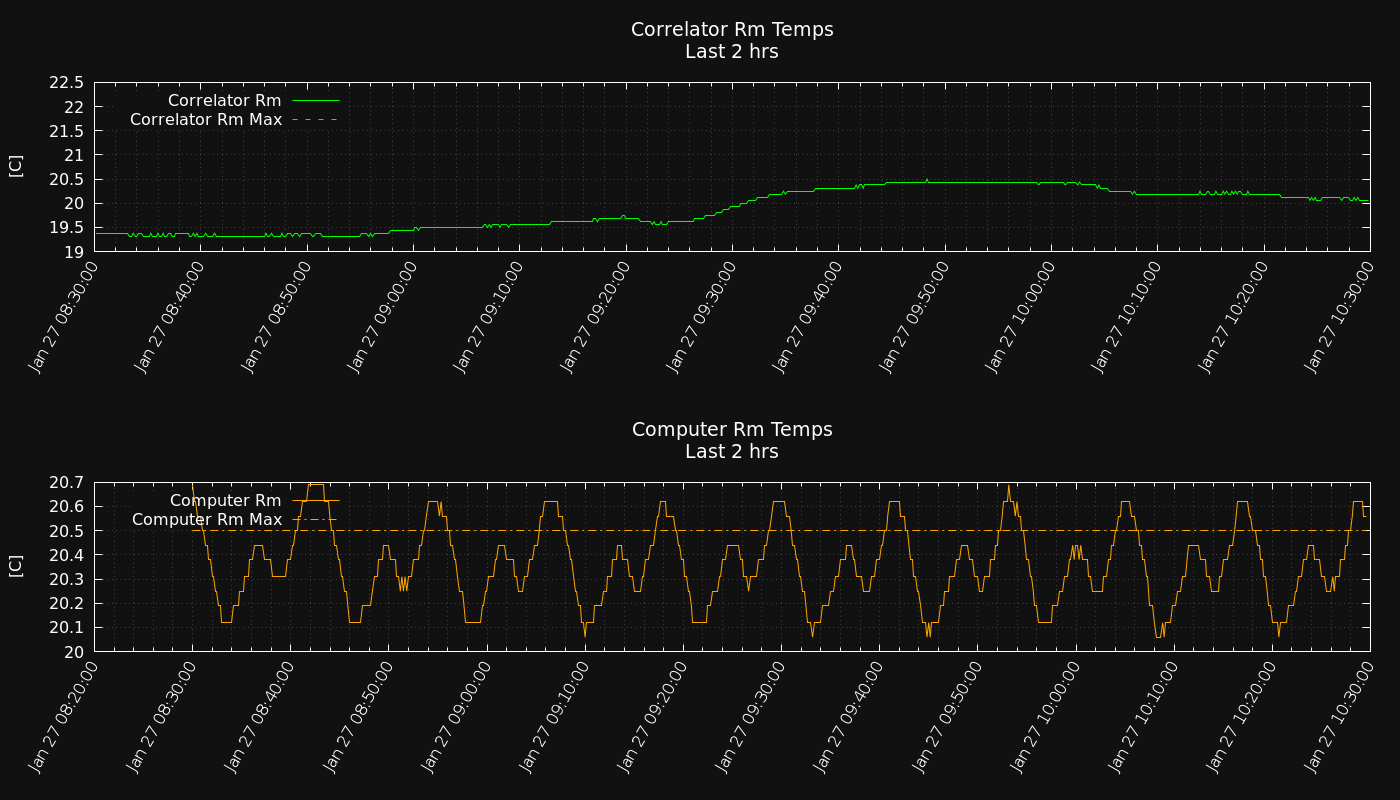 Correlator Rm Temps
Last 2 hrs
[C]
22.5
22
21.5
21
20.5
20
19.5
19
Correlator Rm
Correlator Rm Max
Jan 27 08:30:00
Jan 27 08:40:00
Jan 27 08:50:00
Jan 27 09:00:00
Jan 27 09:10:00
Jan 27 09:20:00
Jan 27 09:30:00
Jan 27 09:40:00
Jan 27 09:50:00
Jan 27 10:00:00
Jan 27 10:10:00
Jan 27 10:20:00
Jan 27 10:30:00
Computer Rm Temps
Last 2 hrs
[C]
20.7
20.6
20.5
20.4
20.3
20.2
20.1
20
Computer Rm
Computer Rm Max
Jan 27 08:20:00
Jan 27 08:30:00
Jan 27 08:40:00
Jan 27 08:50:00
Jan 27 09:00:00
Jan 27 09:10:00
Jan 27 09:20:00
Jan 27 09:30:00
Jan 27 09:40:00
Jan 27 09:50:00
Jan 27 10:00:00
Jan 27 10:10:00
Jan 27 10:20:00
Jan 27 10:30:00